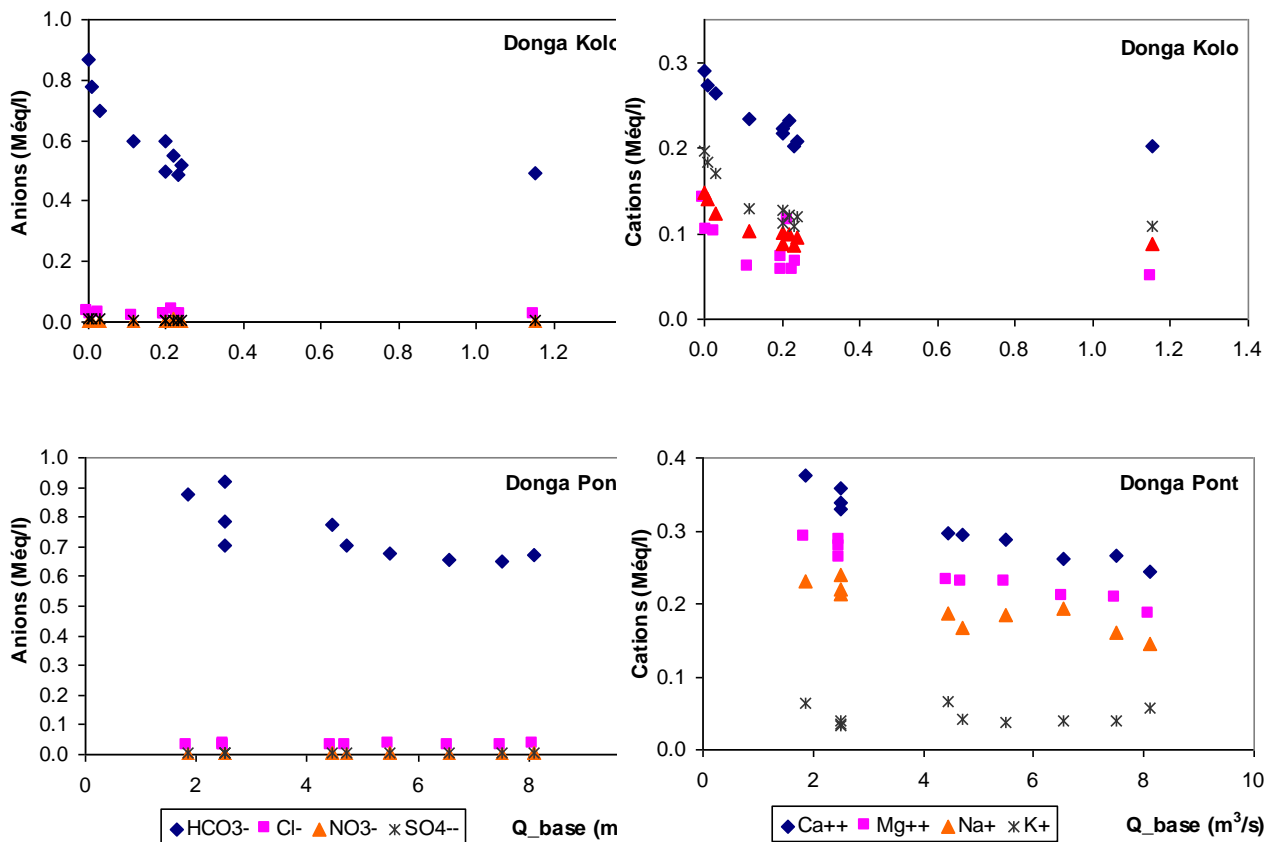 Donga Kolo
Anions (Méq/l)
1.0
0.8
0.6
0.4
0.2
0.0
0.0 0.2 0.4 0.6 0.8 1.0 1.2
Donga Kolo
Cations (Méq/l)
0.3
0.2
0.1
0.0
0.0 0.2 0.4 0.6 0.8 1.0 1.2 1.4
Donga Pon
Anions (Méq/l)
1.0
0.9
0.8
0.7
0.6
0.5
0.4
0.3
0.2
0.1
0.0
0 2 4 6 8
HCO3- Cl- NO3- SO4--
Q_base (m
Donga Pont
Cations (Méq/l)
0.4
0.3
0.2
0.1
0.0
0 2 4 6 8 10
Ca++ Mg++ Na+ K+
Q_base (m³/s)